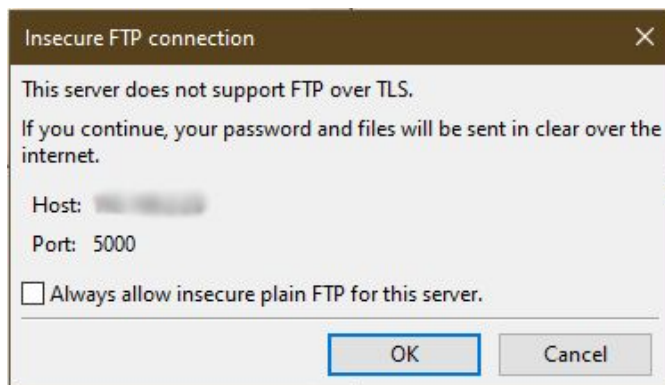 Insecure FTP connection
This server does not support FTP over TLS.
If you continue, your password and files will be sent in clear over the
internet.
Host:
Port: 5000
Always allow insecure plain FTP for this server.
OK
Cancel